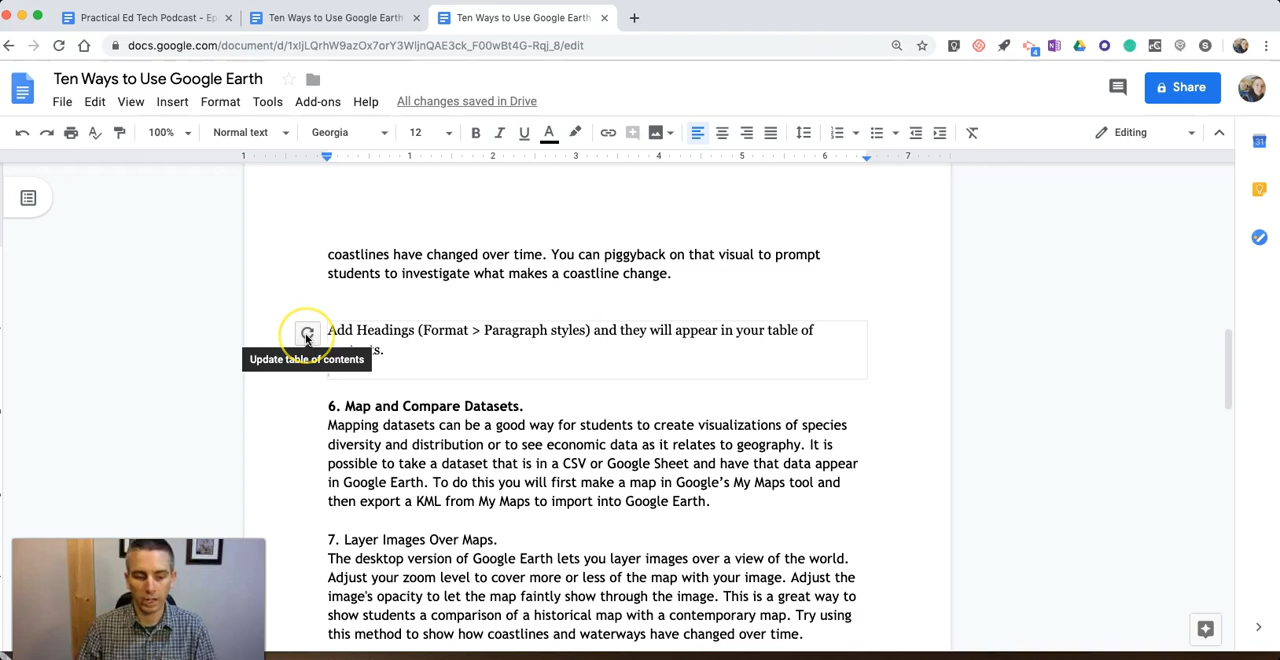 Practical Ed Tech Podcast - Ep
Ten Ways to Use Google Earth
Ten Ways to Use Google Earth
docs.google.com/document/d/1xljLQrhW9azOx7orY3WljnQAE3ck_F00wBt4G-Rqj_8/edit
Ten Ways to Use Google Earth
File Edit View Insert Format Tools Add-ons Help All changes saved in Drive
Share
100% Normal text Georgia 12 B I U A Editing
1 1 2 3 4 5 6 7
coastlines have changed over time. You can piggyback on that visual to prompt
students to investigate what makes a coastline change.
Add Headings (Format > Paragraph styles) and they will appear in your table of
s.
Update table of contents
6. Map and Compare Datasets.
Mapping datasets can be a good way for students to create visualizations of species
diversity and distribution or to see economic data as it relates to geography. It is
possible to take a dataset that is in a CSV or Google Sheet and have that data appear
in Google Earth. To do this you will first make a map in Google’s My Maps tool and
then export a KML from My Maps to import into Google Earth.
7. Layer Images Over Maps.
The desktop version of Google Earth lets you layer images over a view of the world.
Adjust your zoom level to cover more or less of the map with your image. Adjust the
image's opacity to let the map faintly show through the image. This is a great way to
show students a comparison of a historical map with a contemporary map. Try using
this method to show how coastlines and waterways have changed over time.